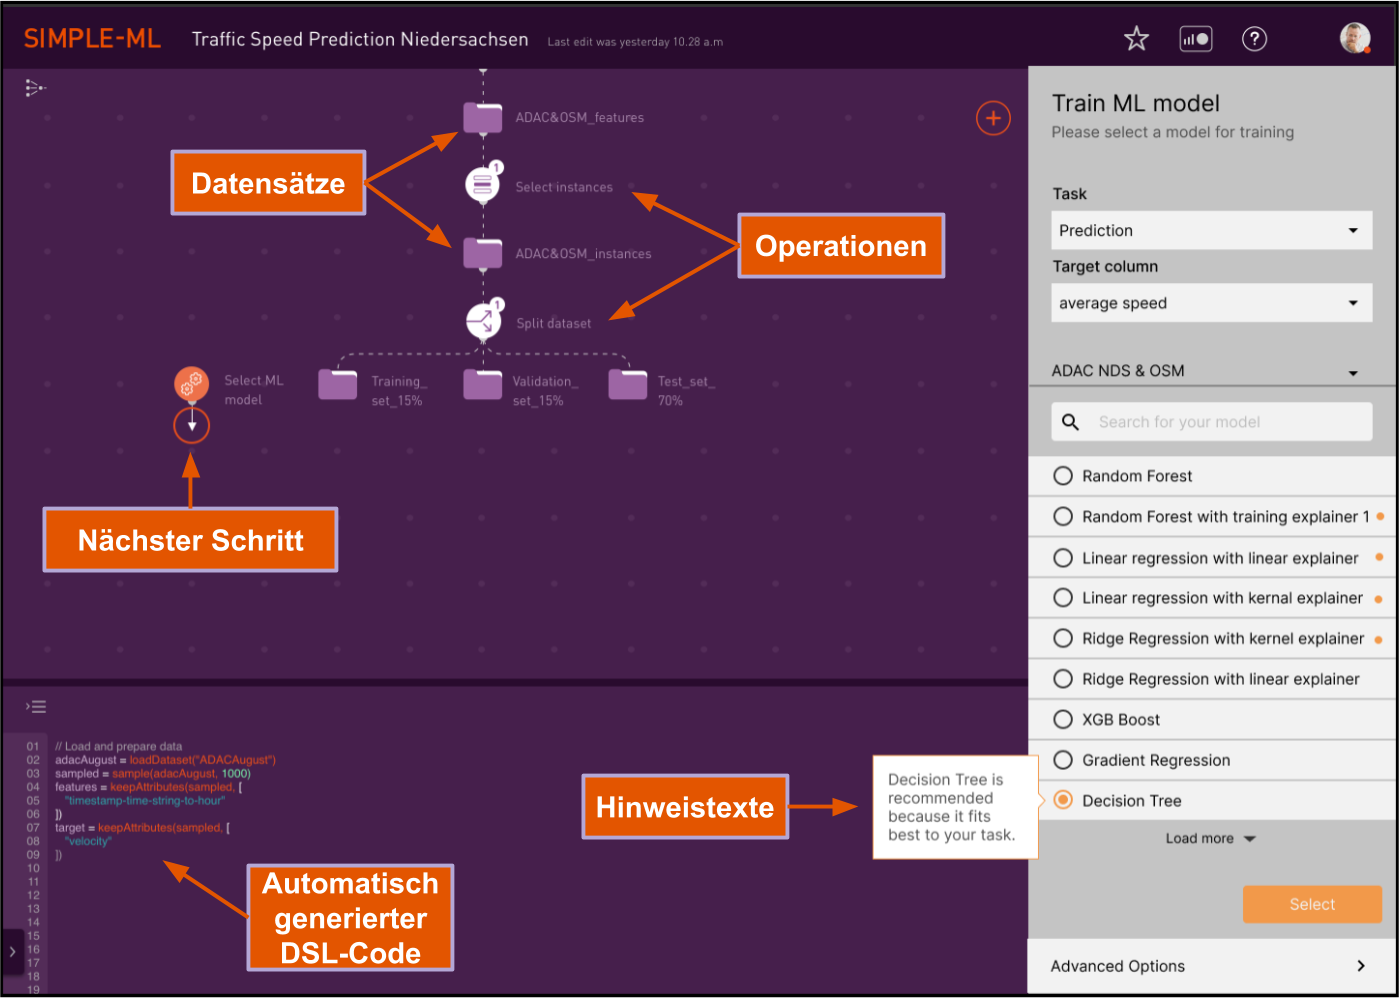 SIMPLE-ML
Traffic Speed Prediction Niedersachsen
Last edit was yesterday 10.28 a.m
ADAC&OSM_features
1
Select instances
ADAC&OSM_instances
1
Split dataset
Select ML
model
Training_
set_15%
Validation_
set_15%
Test_set_
70%
Datensätze
Operationen
Nächster Schritt
Train ML model
Please select a model for training
Task
Prediction
Target column
average speed
ADAC NDS & OSM
Search for your model
Random Forest
Random Forest with training explainer 1
Linear regression with linear explainer
Linear regression with kernal explainer
Ridge Regression with kernel explainer
Ridge Regression with linear explainer
XGB Boost
Gradient Regression
Decision Tree
Load more
Select
Advanced Options
01 // Load and prepare data
02 adacAugust = loadDataset("ADACAugust")
03 sampled = sample(adacAugust, 1000)
04 features = keepAttributes(sampled, [
05 "timestamp-time-string-to-hour"
06 ])
07 target = keepAttributes(sampled, [
08 "velocity"
09 ])
10
11
12
13
14
15
16
17
18
19
Automatisch
generierter
DSL-Code
Hinweistexte
Decision Tree is
recommended
because it fits
best to your task.